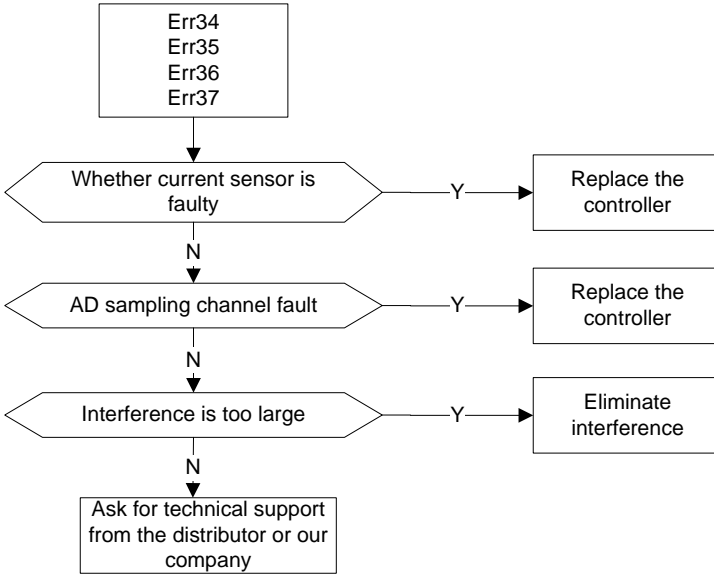 Err34
Err35
Err36
Err37
Whether current sensor is
faulty
Y
Replace the
controller
N
AD sampling channel fault
Y
Replace the
controller
N
Interference is too large
Y
Eliminate
interference
N
Ask for technical support
from the distributor or our
company